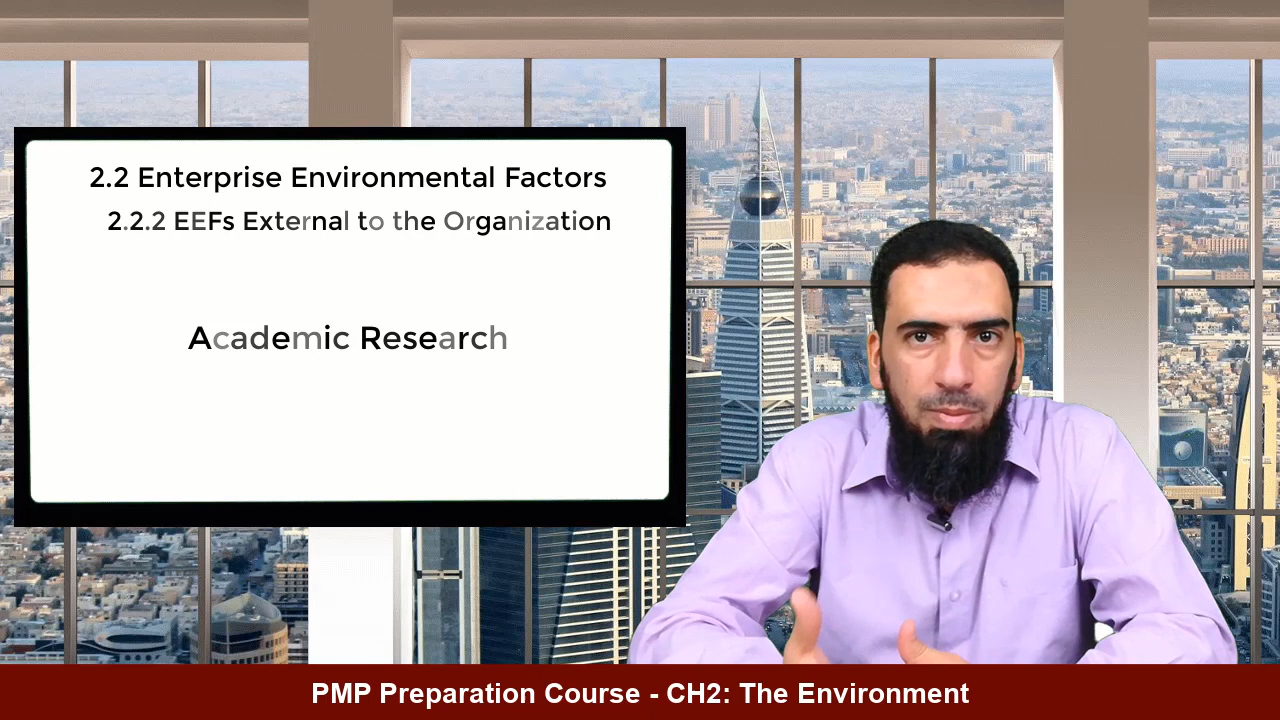 2.2 Enterprise Environmental Factors
2.2.2 EEFs External to the Organization
Academic Research
PMP Preparation Course - CH2: The Environment